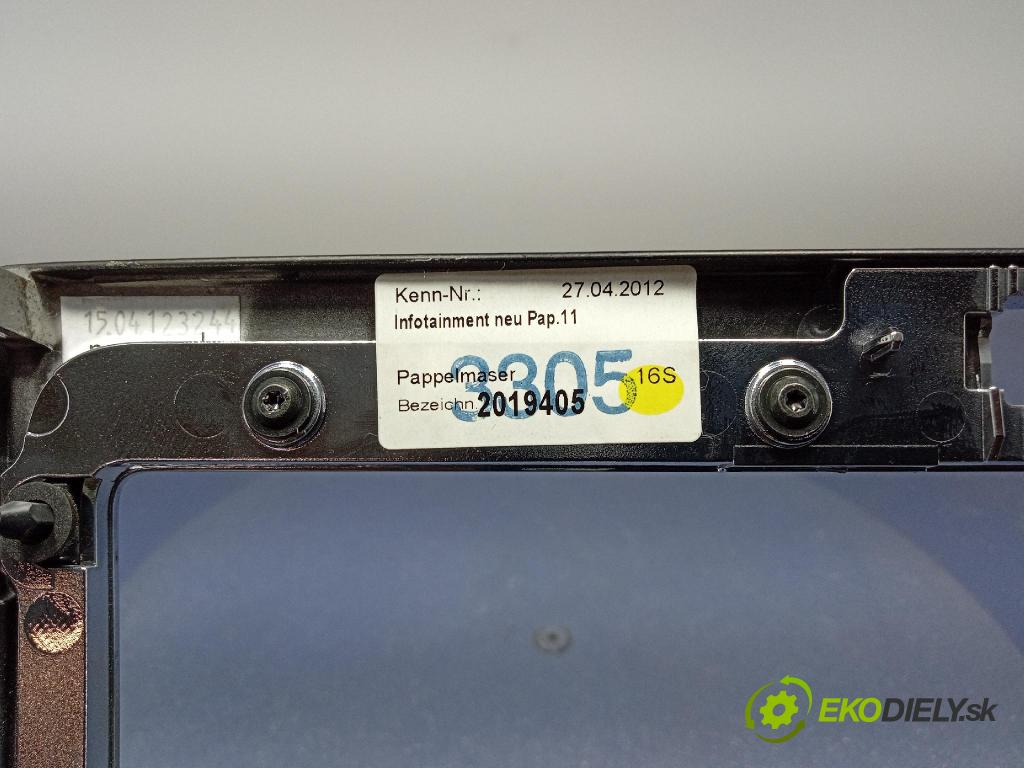 15.04.123244
Kenn-Nr.: 27.04.2012
Infotainment neu Pap.11
3305
Pappelmaser 16S
Bezeichn. 2019405
EKODIELY.sk